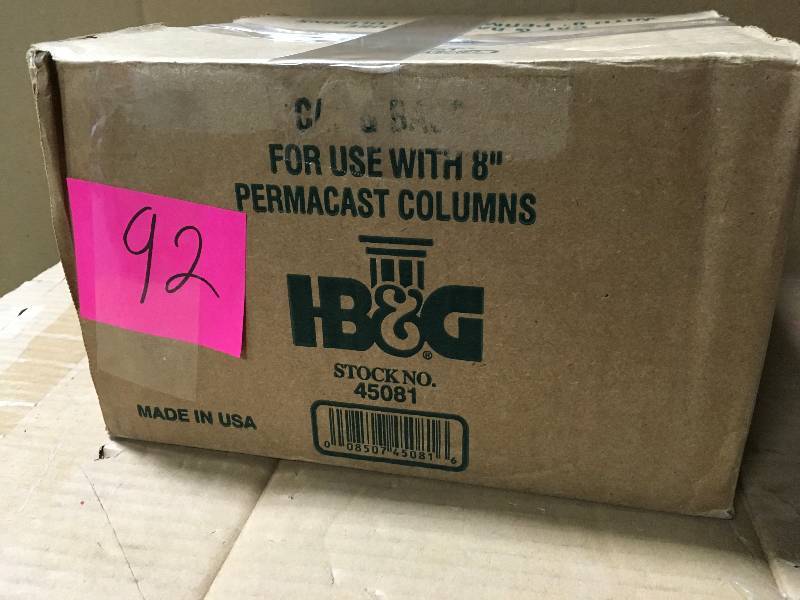 FOR USE WITH 8"
PERMACAST COLUMNS
92
HB&G®
STOCK NO.
45081
MADE IN USA
0 08507 45081 6